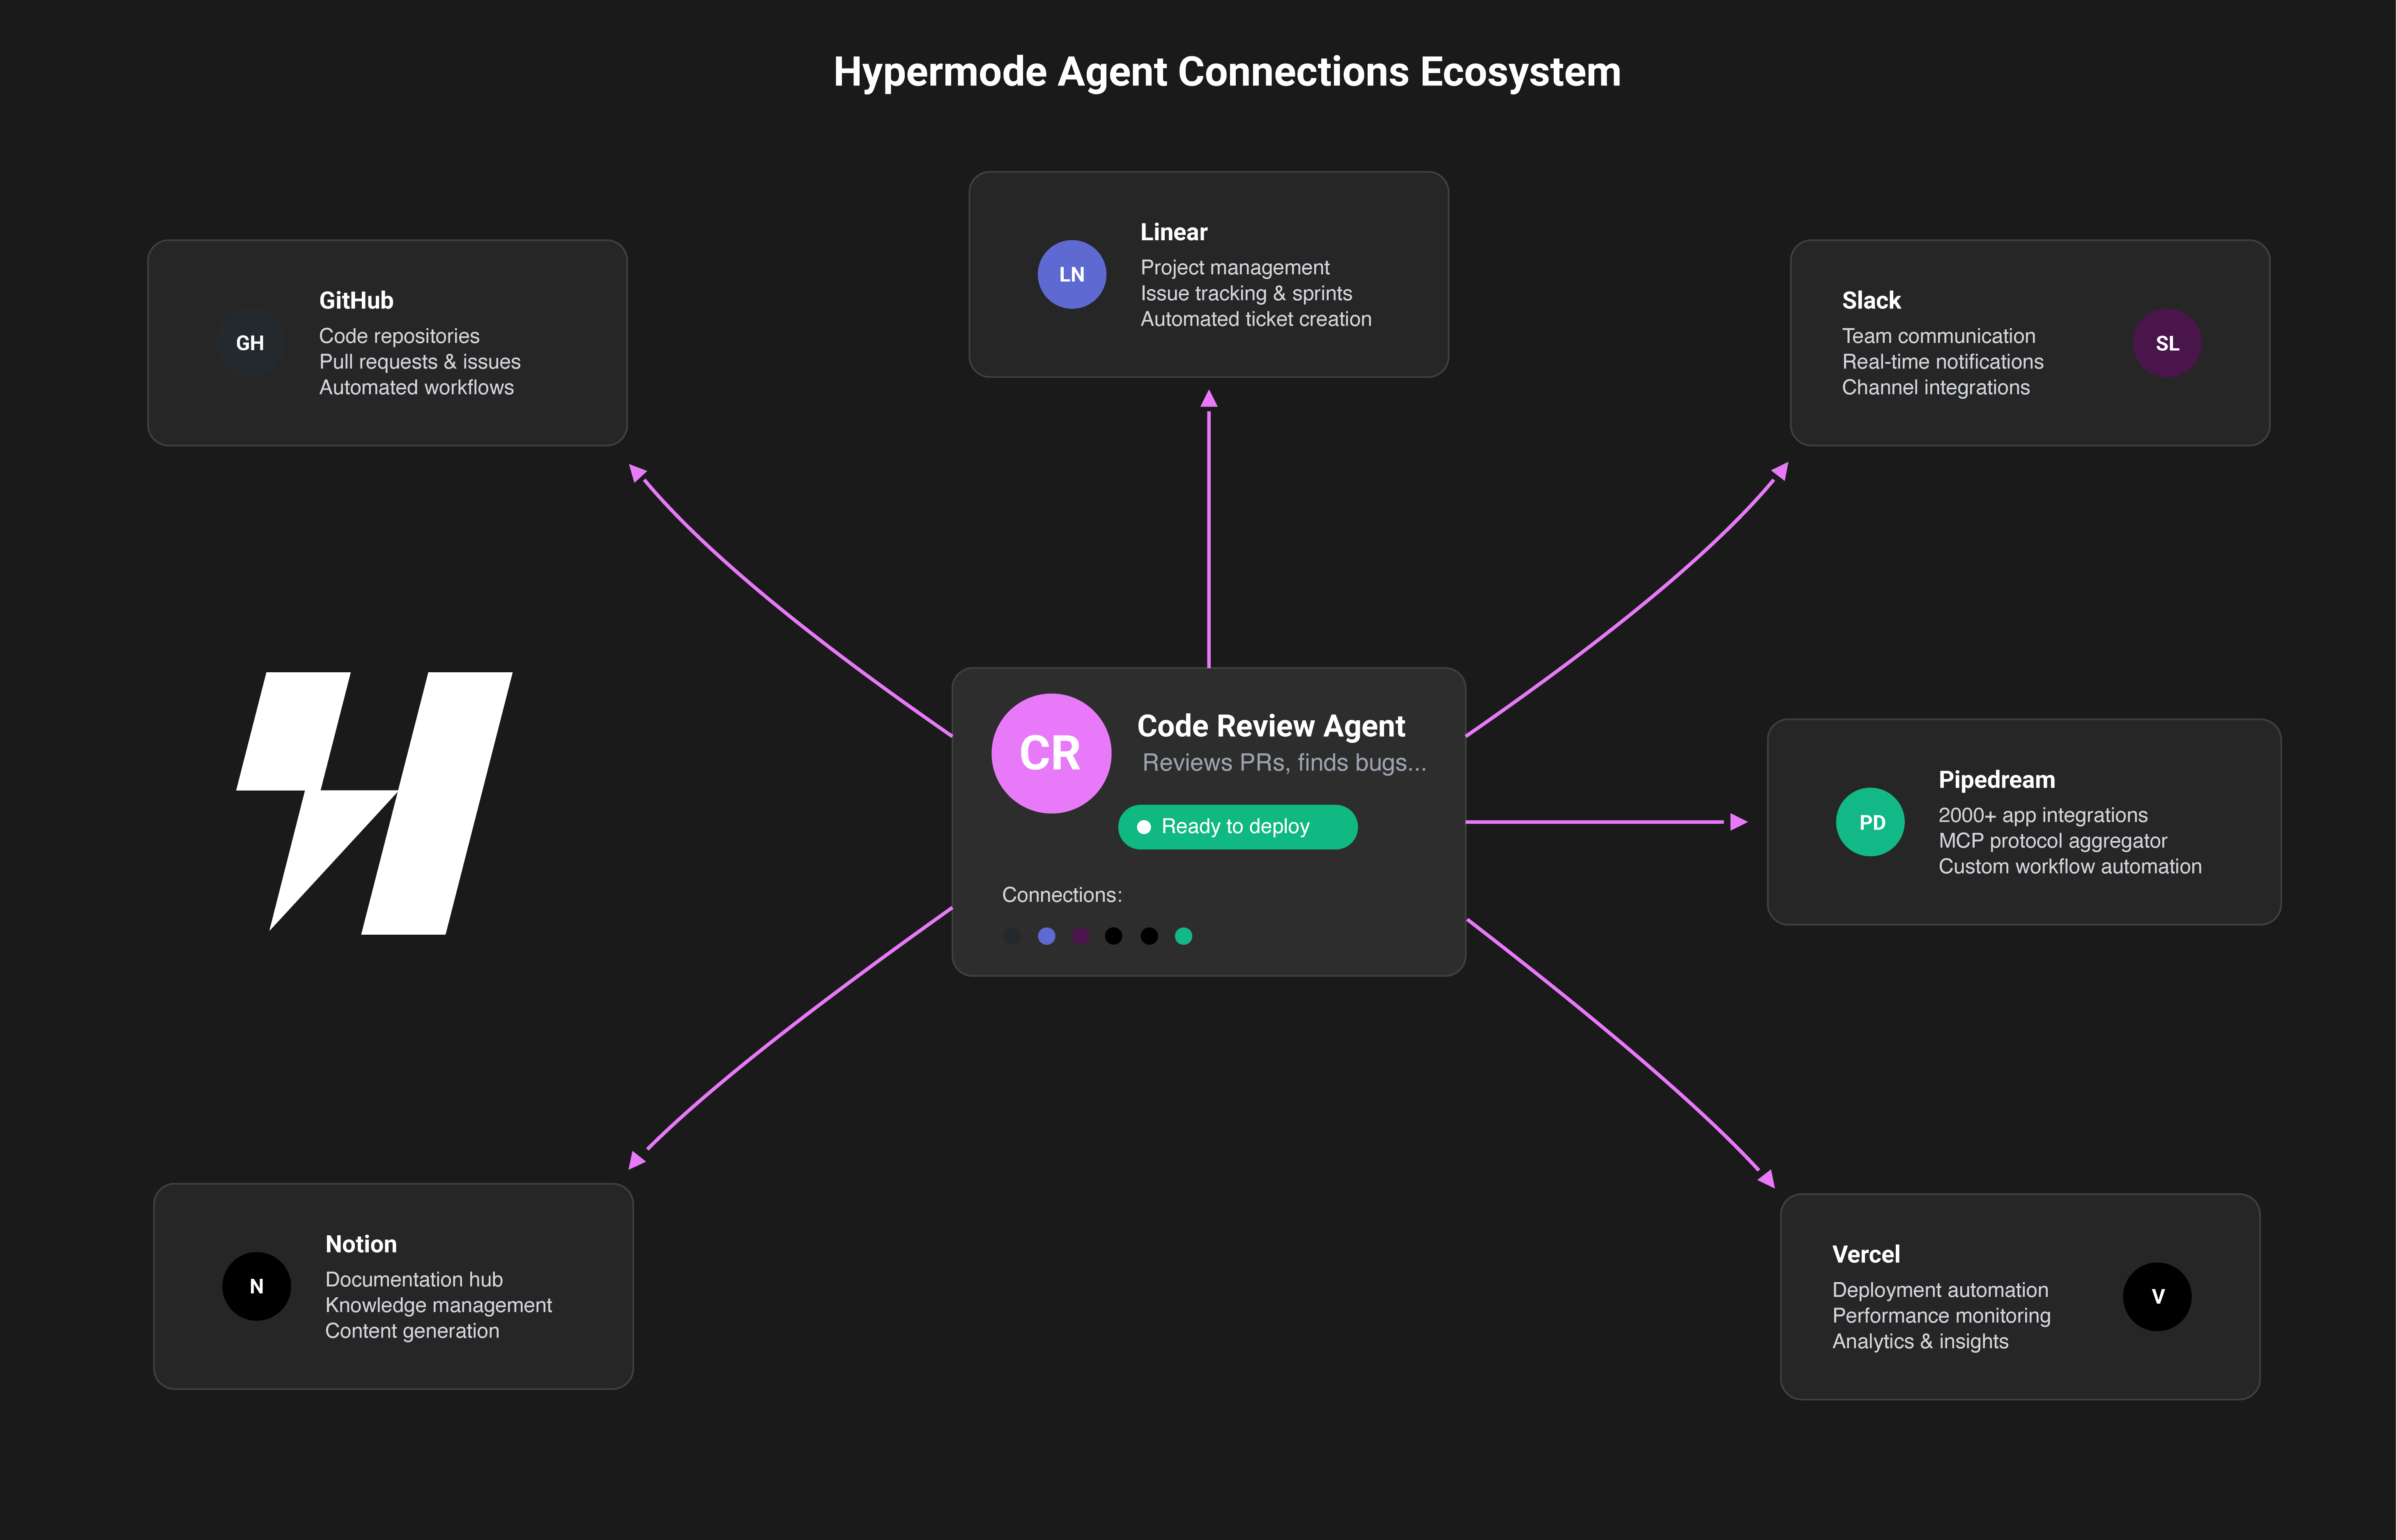 Hypermode Agent Connections Ecosystem
GH
GitHub
Code repositories
Pull requests & issues
Automated workflows
LN
Linear
Project management
Issue tracking & sprints
Automated ticket creation
Slack
Team communication
Real-time notifications
Channel integrations
SL
CR
Code Review Agent
Reviews PRs, finds bugs...
Ready to deploy
Connections:
PD
Pipedream
2000+ app integrations
MCP protocol aggregator
Custom workflow automation
N
Notion
Documentation hub
Knowledge management
Content generation
Vercel
Deployment automation
Performance monitoring
Analytics & insights
V